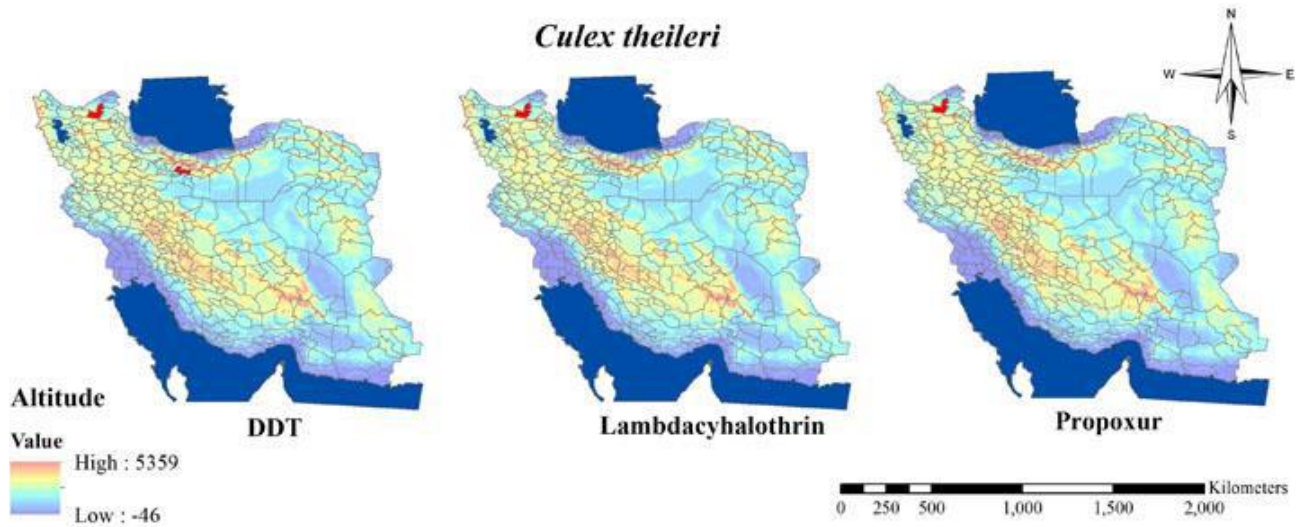 Culex theileri
N
W
E
S
DDT
Lambdacyhalothrin
Propoxur
Altitude
Value
High : 5359
Low : -46
Kilometers
0 250 500 1,000 1,500 2,000